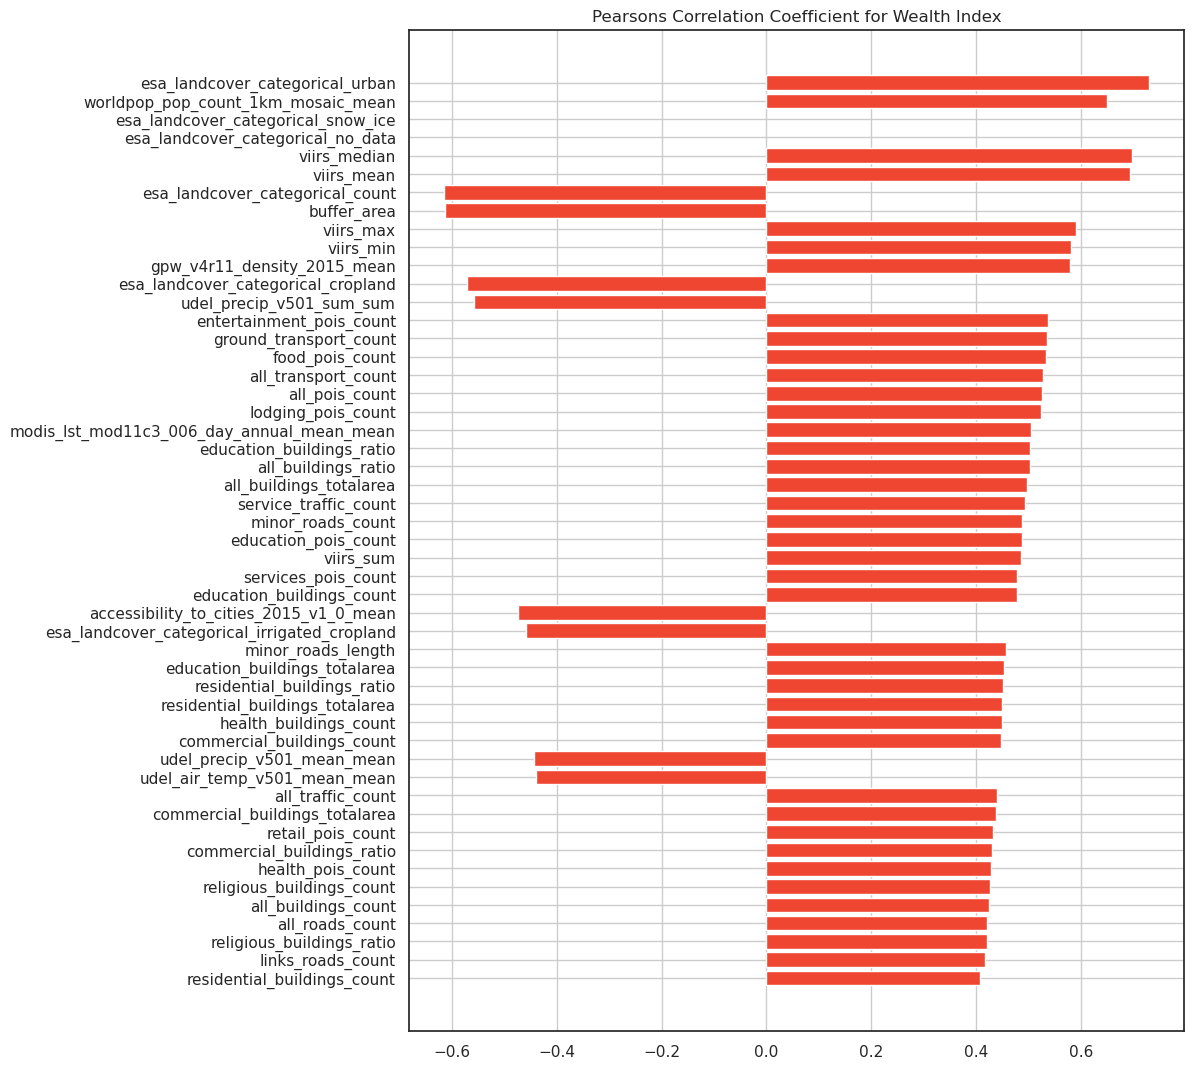 Pearsons Correlation Coefficient for Wealth Index
esa_landcover_categorical_urban
worldpop_pop_count_1km_mosaic_mean
esa_landcover_categorical_snow_ice
esa_landcover_categorical_no_data
viirs_median
viirs_mean
esa_landcover_categorical_count
buffer_area
viirs_max
viirs_min
gpw_v4r11_density_2015_mean
esa_landcover_categorical_cropland
udel_precip_v501_sum_sum
entertainment_pois_count
ground_transport_count
food_pois_count
all_transport_count
all_pois_count
lodging_pois_count
modis_lst_mod11c3_006_day_annual_mean_mean
education_buildings_ratio
all_buildings_ratio
all_buildings_totalarea
service_traffic_count
minor_roads_count
education_pois_count
viirs_sum
services_pois_count
education_buildings_count
accessibility_to_cities_2015_v1_0_mean
esa_landcover_categorical_irrigated_cropland
minor_roads_length
education_buildings_totalarea
residential_buildings_ratio
residential_buildings_totalarea
health_buildings_count
commercial_buildings_count
udel_precip_v501_mean_mean
udel_air_temp_v501_mean_mean
all_traffic_count
commercial_buildings_totalarea
retail_pois_count
commercial_buildings_ratio
health_pois_count
religious_buildings_count
all_buildings_count
all_roads_count
religious_buildings_ratio
links_roads_count
residential_buildings_count
−0.6 −0.4 −0.2 0.0 0.2 0.4 0.6